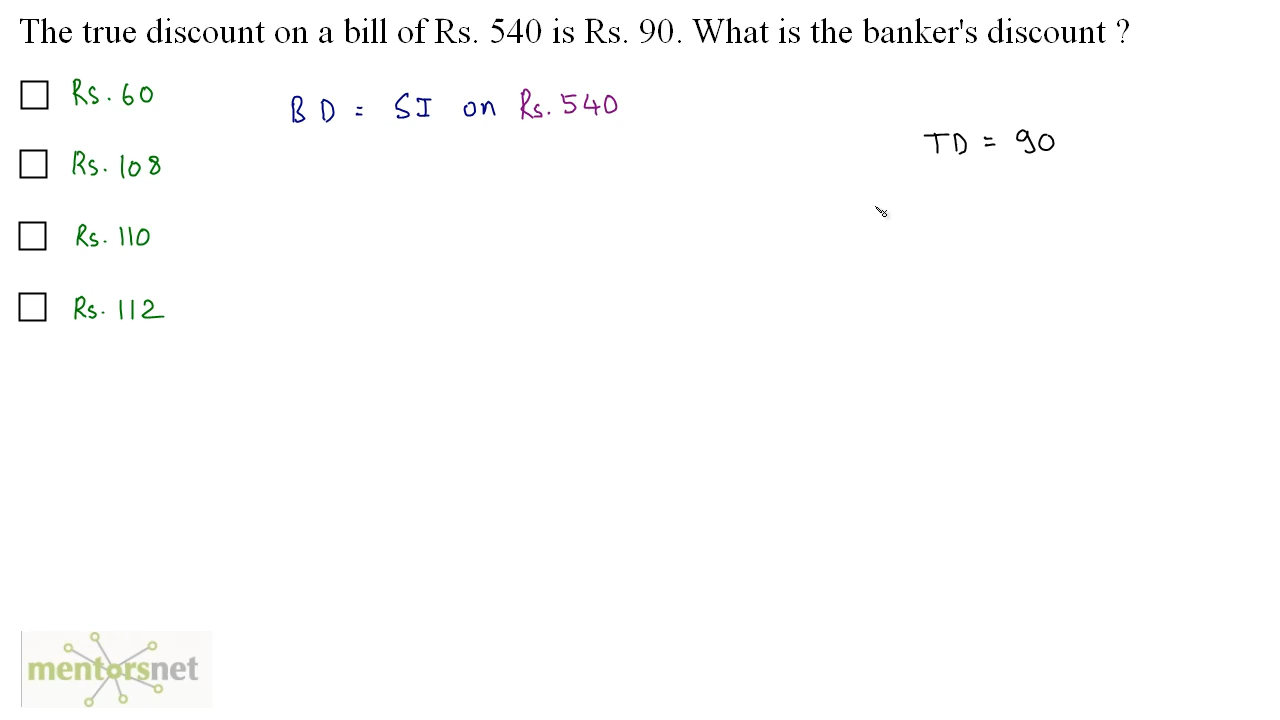 The true discount on a bill of Rs. 540 is Rs. 90. What is the banker's discount ?
Rs. 60
Rs. 108
Rs. 110
Rs. 112
BD = SI on Rs. 540
TD = 90
mentorsnet